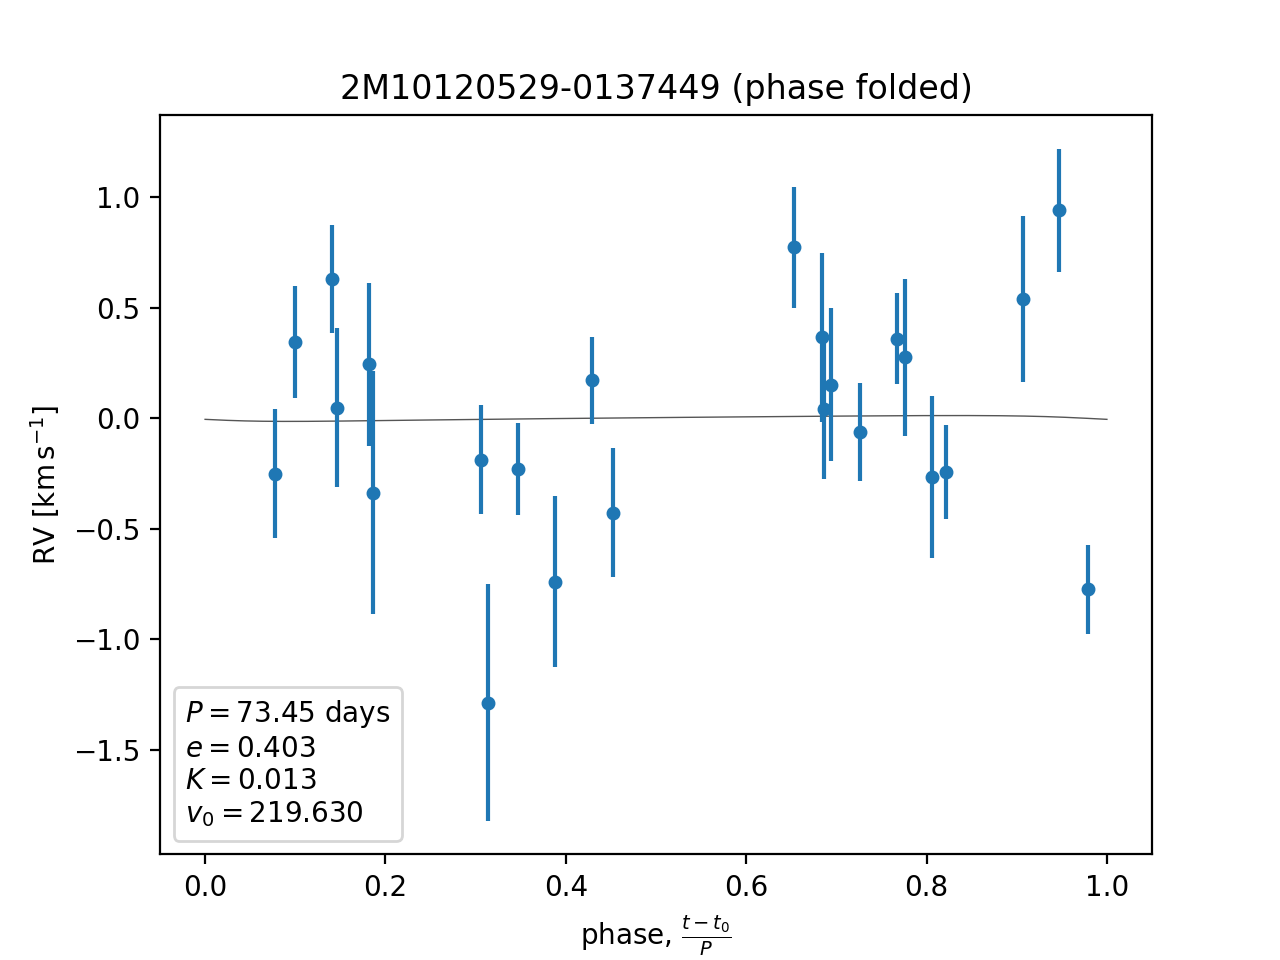 2M10120529-0137449 (phase folded)
1.0
0.5
0.0
−0.5
−1.0
−1.5
RV [km s⁻¹]
P = 73.45 days
e = 0.403
K = 0.013
v₀ = 219.630
0.0 0.2 0.4 0.6 0.8 1.0
phase, (t − t₀)/P